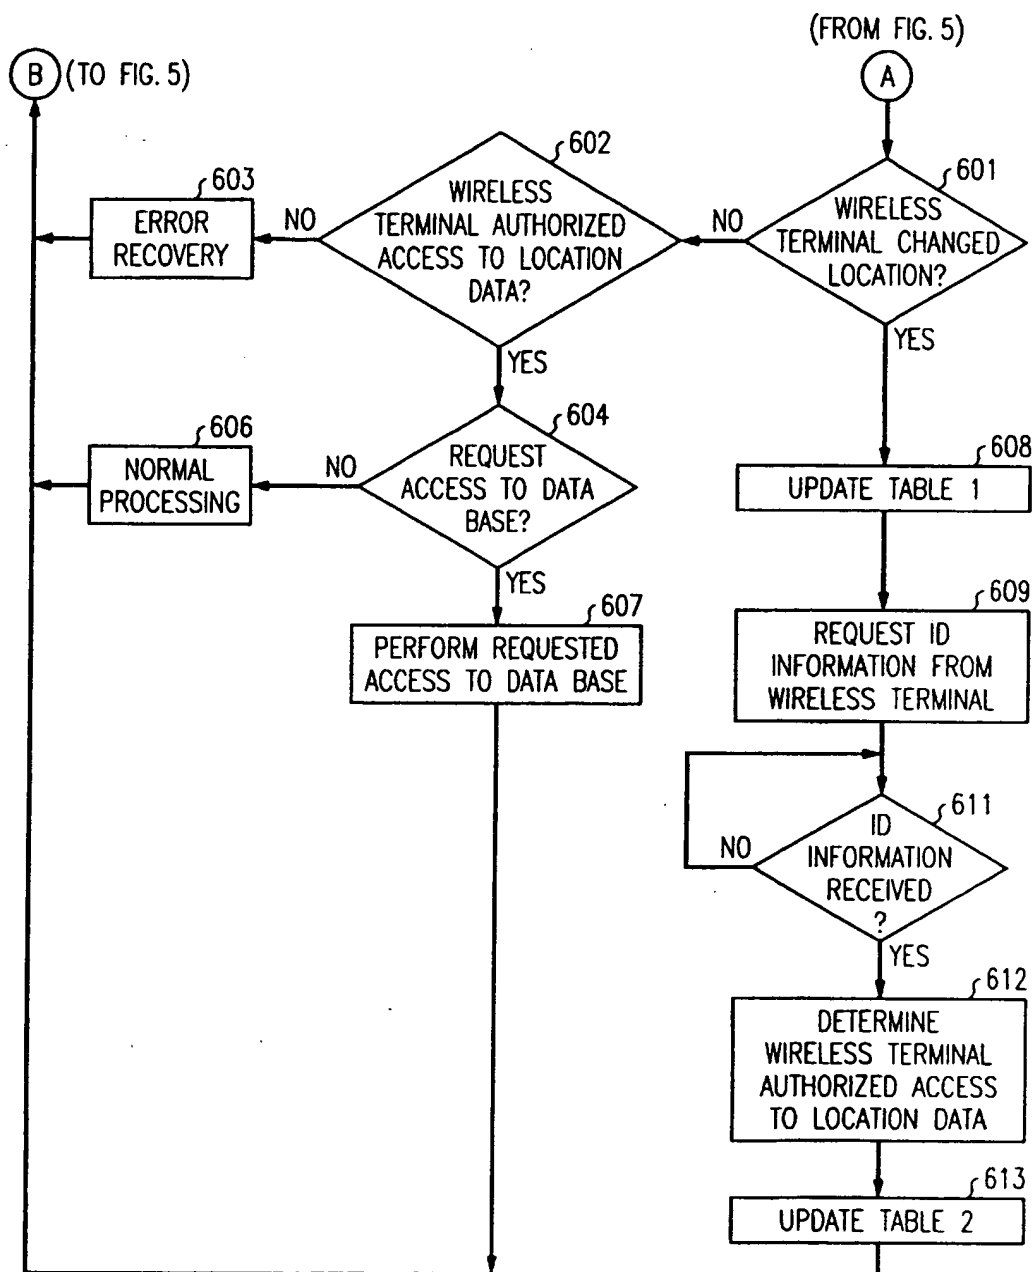 (FROM FIG. 5)
B (TO FIG. 5)
A
602
601
603
WIRELESS
TERMINAL AUTHORIZED
ACCESS TO LOCATION
DATA?
WIRELESS
TERMINAL CHANGED
LOCATION?
ERROR
RECOVERY
NO
NO
YES
YES
604
606
608
REQUEST
ACCESS TO DATA
BASE?
NORMAL
PROCESSING
NO
UPDATE TABLE 1
YES
607
609
PERFORM REQUESTED
ACCESS TO DATA BASE
REQUEST ID
INFORMATION FROM
WIRELESS TERMINAL
611
ID
INFORMATION
RECEIVED
?
NO
YES
612
DETERMINE
WIRELESS TERMINAL
AUTHORIZED ACCESS
TO LOCATION DATA
613
UPDATE TABLE 2